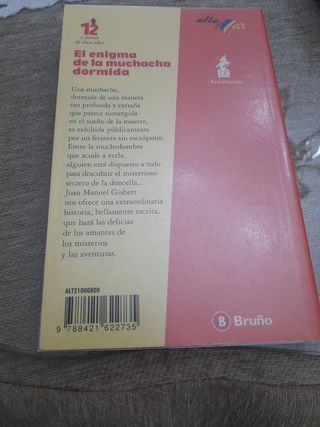 12
a partir
de doce años
alta
mar
Aventuras
El enigma
de la muchacha
dormida
Una muchacha,
dormida de una manera
tan profunda y extraña
que parece sumergida
en el sueño de la muerte,
es exhibida públicamente
por un feriante sin escrúpulos.
Entre la muchedumbre
que acude a verla,
alguien está dispuesto a todo
para descubrir el misterioso
secreto de la doncella...
Joan Manuel Gisbert
nos ofrece una extraordinaria
historia, bellamente escrita,
que hará las delicias
de los amantes de
los misterios
y las aventuras.
ALT21000800
9 788421 622735
B Bruño